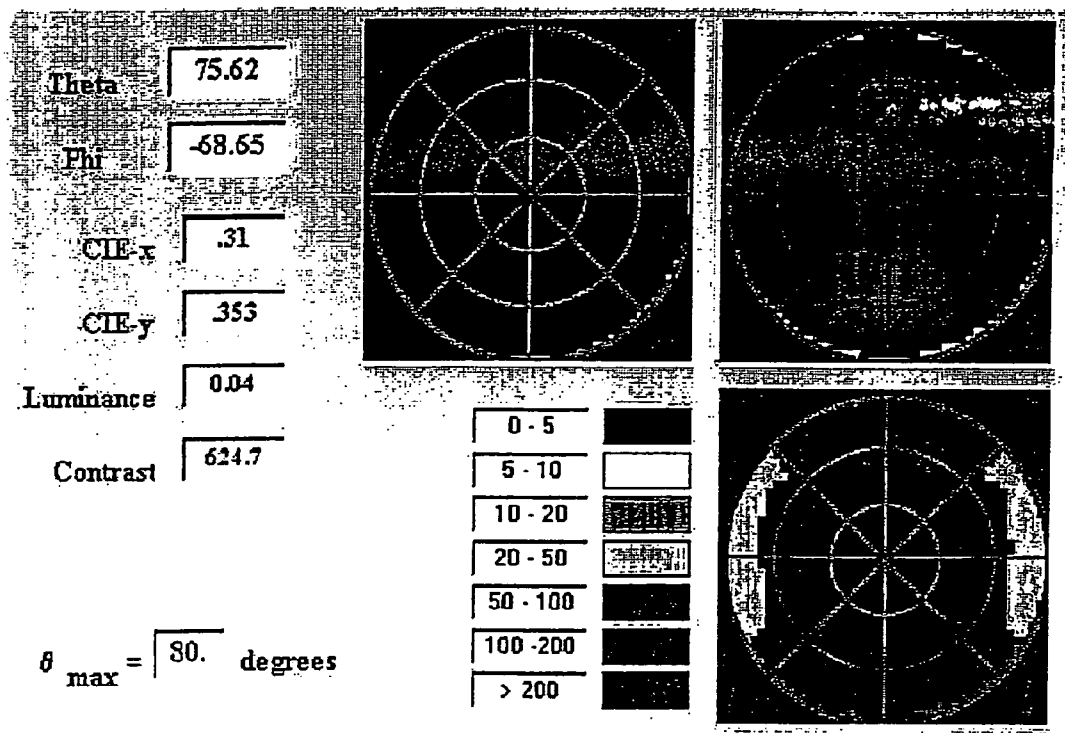 Theta 75.62
Phi -68.65
CIE-x .31
CIE-y .353
Luminance 0.04
Contrast 624.7
0 - 5
5 - 10
10 - 20
20 - 50
50 - 100
100 -200
> 200
θ max = 80. degrees